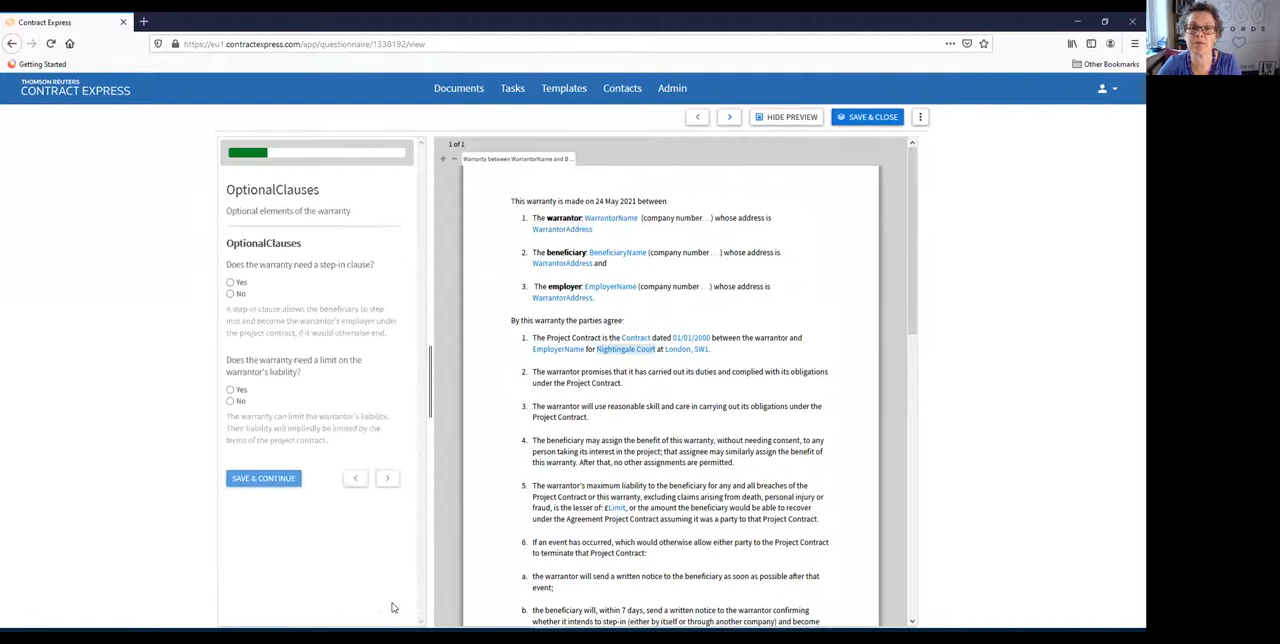 Contract Express
https://eu1.contractexpress.com/app/questionnaire/1338192/view
Getting Started
Other Bookmarks
THOMSON REUTERS
CONTRACT EXPRESS
Documents
Tasks
Templates
Contacts
Admin
HIDE PREVIEW
SAVE & CLOSE
OptionalClauses
Optional elements of the warranty
OptionalClauses
Does the warranty need a step-in clause?
Yes
No
A step-in clause allows the beneficiary to step
into and become the warrantor's employer under
the project contract, if it would otherwise end.
Does the warranty need a limit on the
warrantor's liability?
Yes
No
The warranty can limit the warrantor's liability.
Their liability will impliedly be limited by the
terms of the project contract.
SAVE & CONTINUE
1 of 1
Warranty between WarrantorName and B ...
This warranty is made on 24 May 2021 between
1. The warrantor: WarrantorName (company number. . .) whose address is
WarrantorAddress
2. The beneficiary: BeneficiaryName (company number . . .) whose address is
WarrantorAddress and
3. The employer: EmployerName (company number . . .) whose address is
WarrantorAddress.
By this warranty the parties agree:
1. The Project Contract is the Contract dated 01/01/2000 between the warrantor and
EmployerName for Nightingale Court at London, SW1.
2. The warrantor promises that it has carried out its duties and complied with its obligations
under the Project Contract.
3. The warrantor will use reasonable skill and care in carrying out its obligations under the
Project Contract.
4. The beneficiary may assign the benefit of this warranty, without needing consent, to any
person taking its interest in the project; that assignee may similarly assign the benefit of
this warranty. After that, no other assignments are permitted.
5. The warrantor's maximum liability to the beneficiary for any and all breaches of the
Project Contract or this warranty, excluding claims arising from death, personal injury or
fraud, is the lesser of: £Limit, or the amount the beneficiary would be able to recover
under the Agreement Project Contract assuming it was a party to that Project Contract.
6. If an event has occurred, which would otherwise allow either party to the Project Contract
to terminate that Project Contract:
a. the warrantor will send a written notice to the beneficiary as soon as possible after that
event;
b. the beneficiary will, within 7 days, send a written notice to the warrantor confirming
whether it intends to step-in (either by itself or through another company) and become